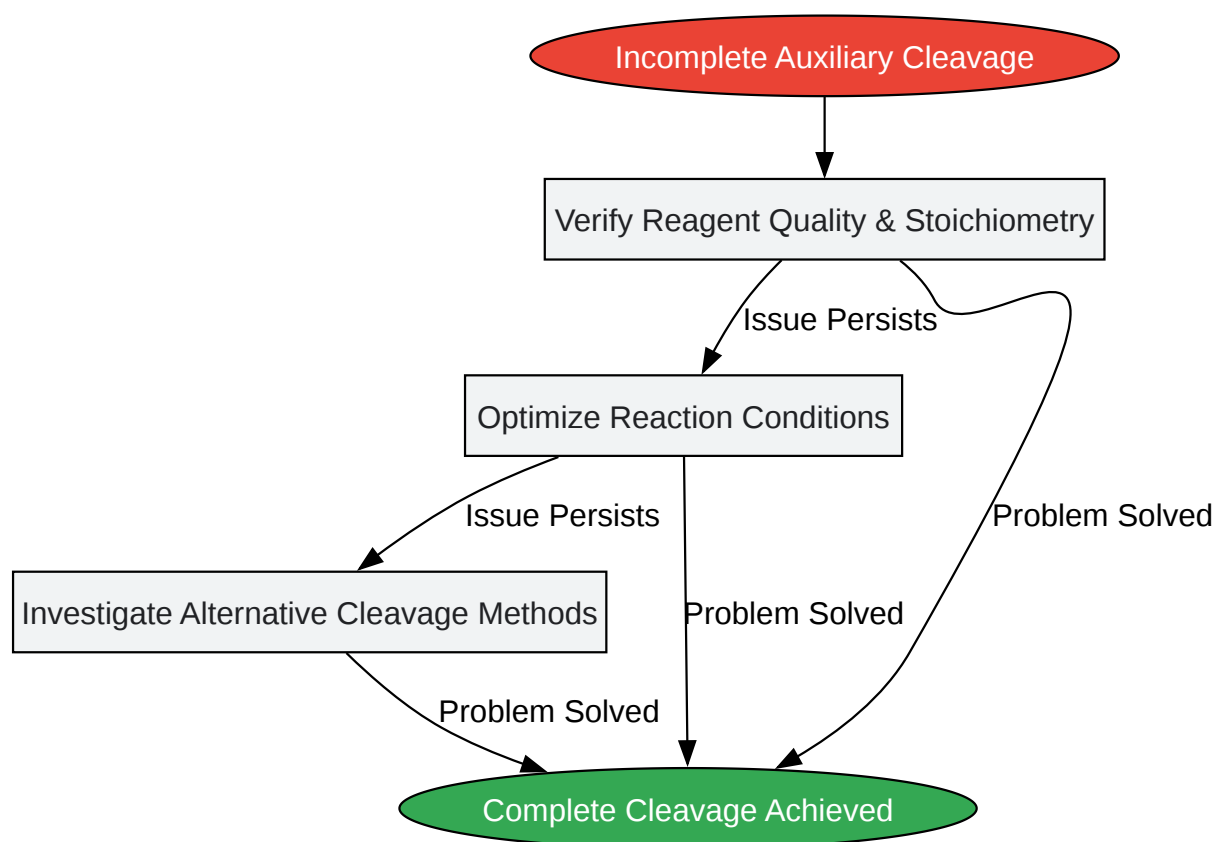 Incomplete Auxiliary Cleavage
Verify Reagent Quality & Stoichiometry
Issue Persists
Optimize Reaction Conditions
Issue Persists
Problem Solved
Investigate Alternative Cleavage Methods
Problem Solved
Problem Solved
Complete Cleavage Achieved